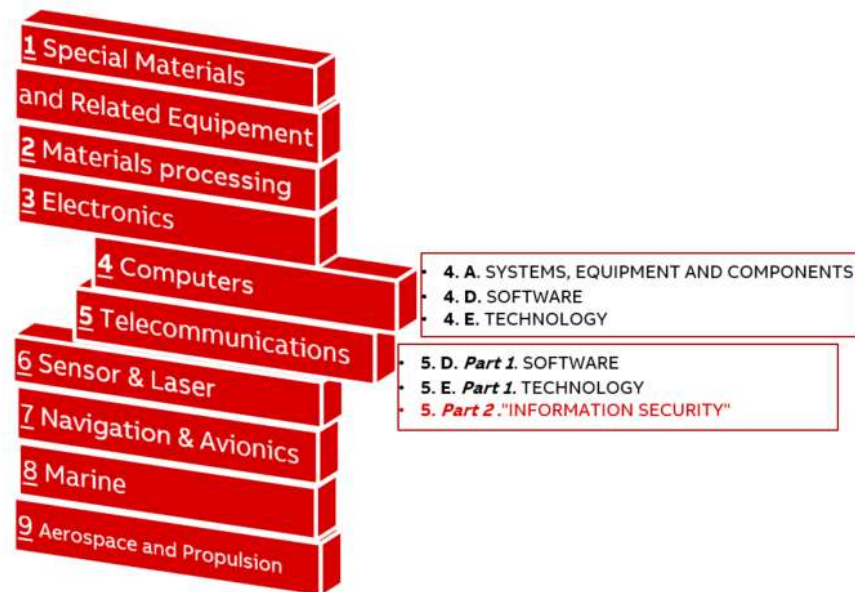 1 Special Materials
and Related Equipement
2 Materials processing
3 Electronics
4 Computers
5 Telecommunications
6 Sensor & Laser
7 Navigation & Avionics
8 Marine
9 Aerospace and Propulsion
• 4. A. SYSTEMS, EQUIPMENT AND COMPONENTS
• 4. D. SOFTWARE
• 4. E. TECHNOLOGY
• 5. D. Part 1. SOFTWARE
• 5. E. Part 1. TECHNOLOGY
• 5. Part 2 ."INFORMATION SECURITY"